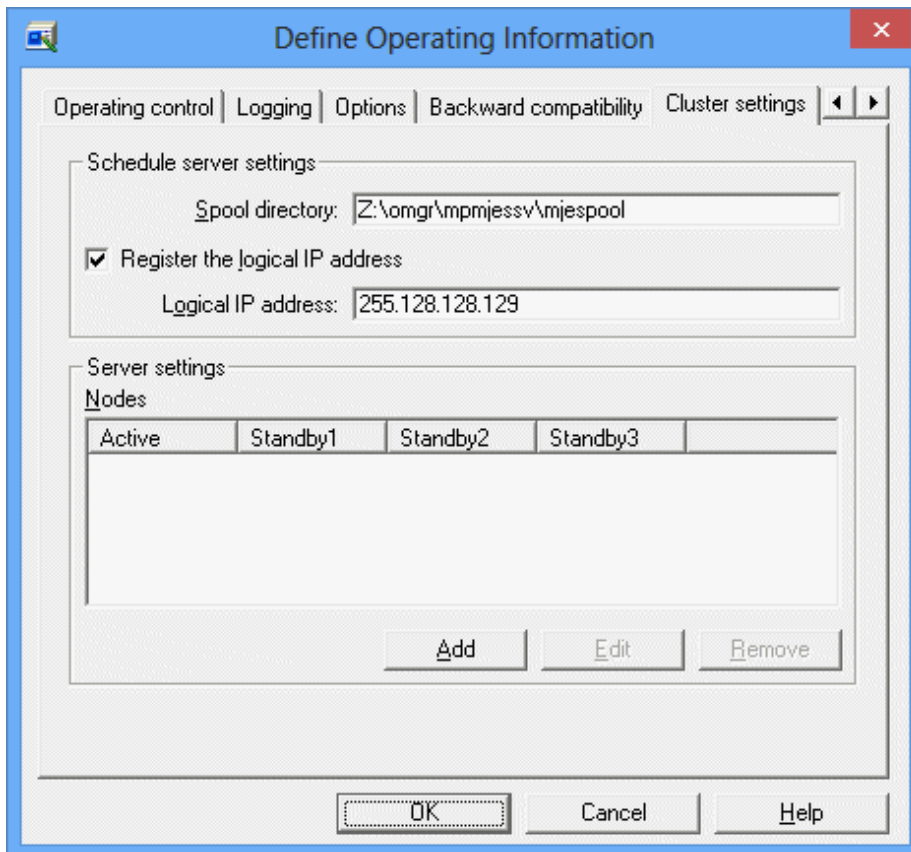 Define Operating Information
Operating control Logging Options Backward compatibility Cluster settings
Schedule server settings
Spool directory: Z:\omgr\mpmjessv\mjespool
Register the logical IP address
Logical IP address: 255.128.128.129
Server settings
Nodes
Active Standby1 Standby2 Standby3
Add Edit Remove
OK Cancel Help